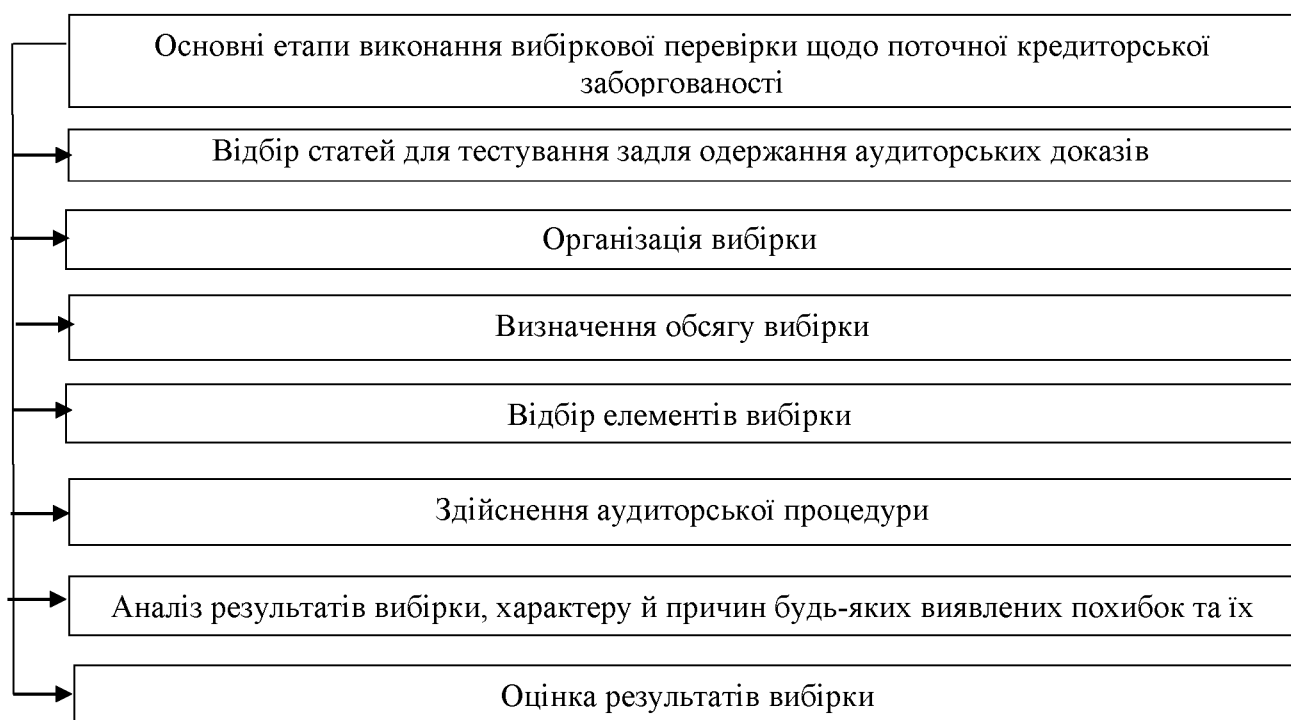 Основні етапи виконання вибіркової перевірки щодо поточної кредиторської
заборгованості
Відбір статей для тестування задля одержання аудиторських доказів
Організація вибірки
Визначення обсягу вибірки
Відбір елементів вибірки
Здійснення аудиторської процедури
Аналіз результатів вибірки, характеру й причин будь-яких виявлених похибок та їх
Оцінка результатів вибірки